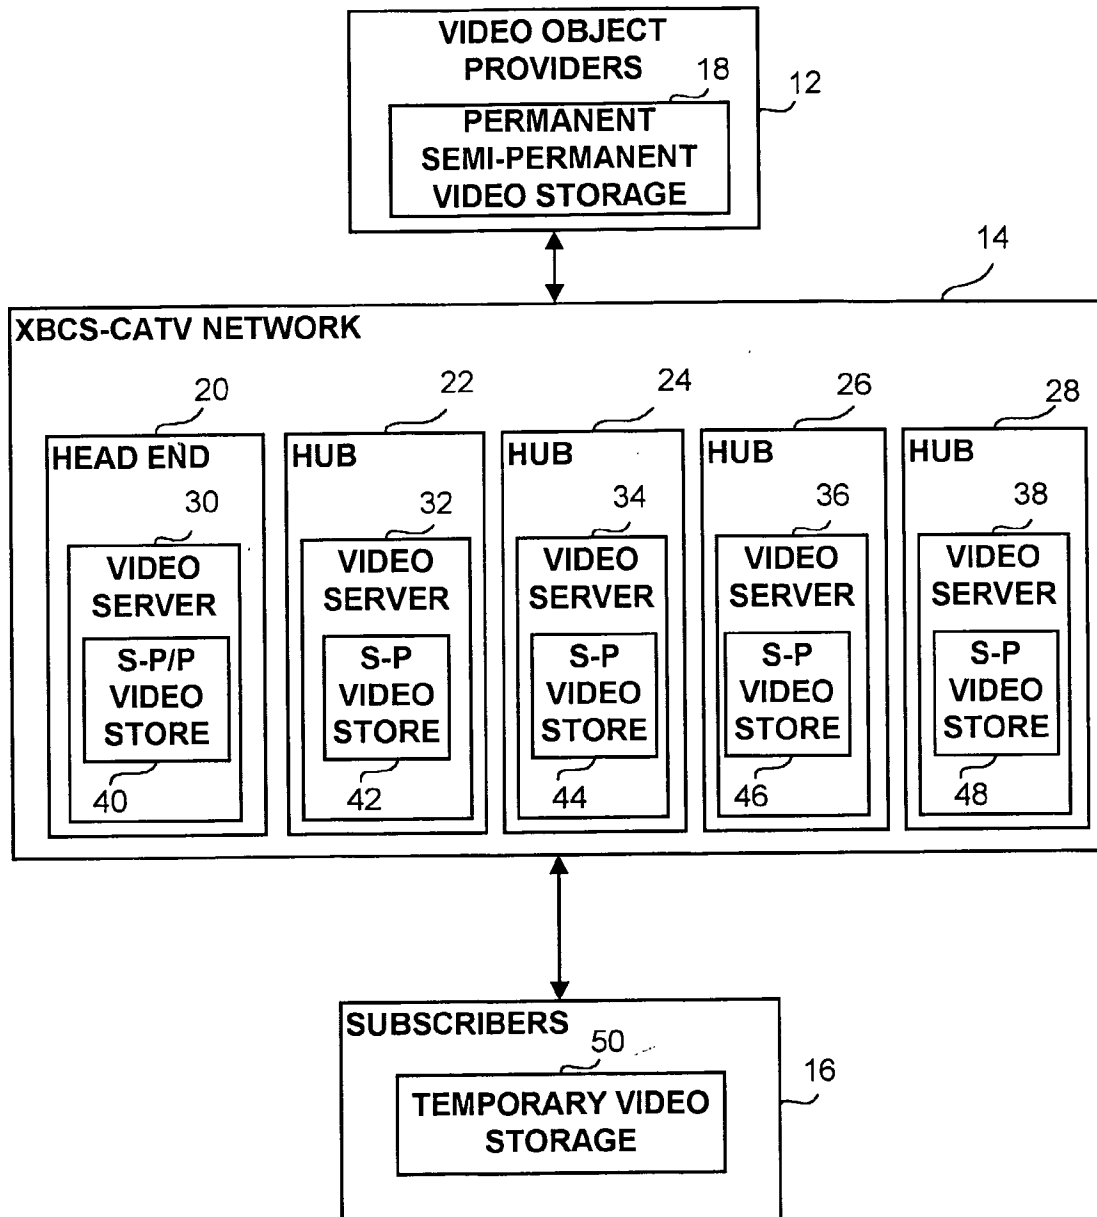 VIDEO OBJECT
PROVIDERS
18
12
PERMANENT
SEMI-PERMANENT
VIDEO STORAGE
14
XBCS-CATV NETWORK
20
22
24
26
28
HEAD END
HUB
HUB
HUB
HUB
30
32
34
36
38
VIDEO
SERVER
VIDEO
SERVER
VIDEO
SERVER
VIDEO
SERVER
VIDEO
SERVER
S-P/P
VIDEO
STORE
S-P
VIDEO
STORE
S-P
VIDEO
STORE
S-P
VIDEO
STORE
S-P
VIDEO
STORE
40
42
44
46
48
SUBSCRIBERS
50
16
TEMPORARY VIDEO
STORAGE